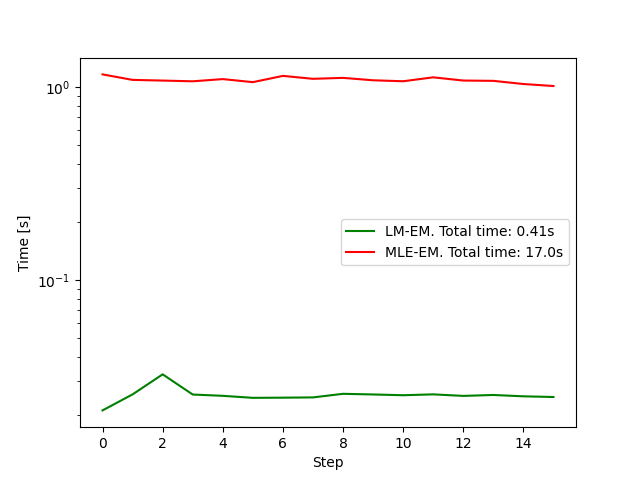 10⁰
10⁻¹
Time [s]
LM-EM. Total time: 0.41s
MLE-EM. Total time: 17.0s
0 2 4 6 8 10 12 14
Step